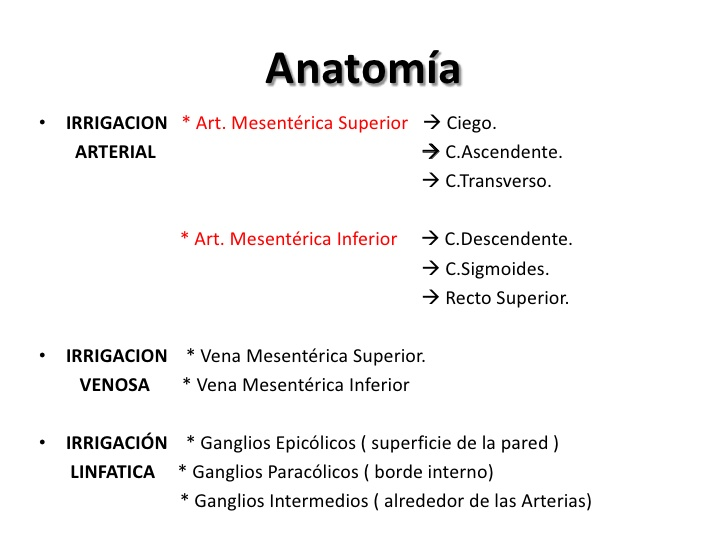 Anatomía
• IRRIGACION * Art. Mesentérica Superior → Ciego.
ARTERIAL → C.Ascendente.
→ C.Transverso.
* Art. Mesentérica Inferior → C.Descendente.
→ C.Sigmoides.
→ Recto Superior.
• IRRIGACION * Vena Mesentérica Superior.
VENOSA * Vena Mesentérica Inferior
• IRRIGACIÓN * Ganglios Epicólicos ( superficie de la pared )
LINFATICA * Ganglios Paracólicos ( borde interno)
* Ganglios Intermedios ( alrededor de las Arterias)